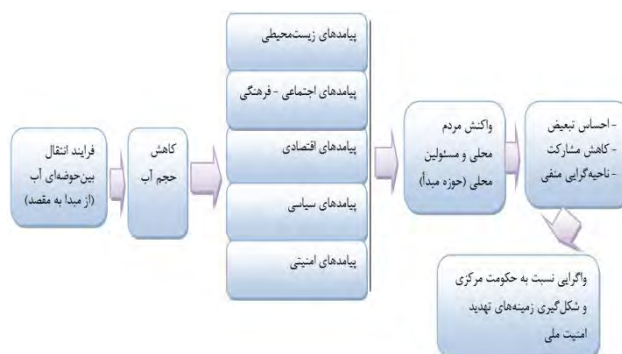 فرایند انتقال
بین‌حوضه‌ای آب
(از مبدا به مقصد)
کاهش
حجم آب
پیامدهای زیست‌محیطی
پیامدهای اجتماعی - فرهنگی
پیامدهای اقتصادی
پیامدهای سیاسی
پیامدهای امنیتی
واکنش مردم
محلی و مسئولین
محلی (حوزه مبدأ)
- احساس تبعیض
- کاهش مشارکت
- ناحیه‌گرایی منفی
واگرایی نسبت به حکومت مرکزی
و شکل‌گیری زمینه‌های تهدید
امنیت ملی